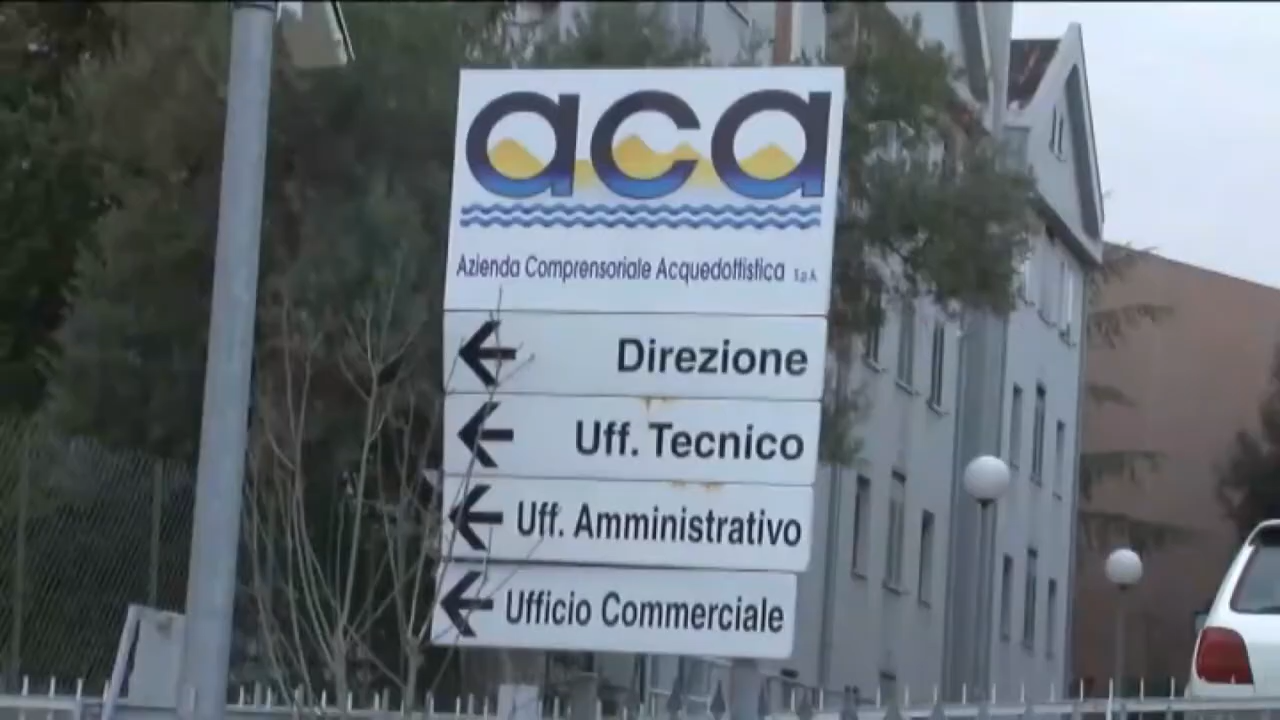 aca
Azienda Comprensoriale Acquedottistica S.p.A.
Direzione
Uff. Tecnico
Uff. Amministrativo
Ufficio Commerciale